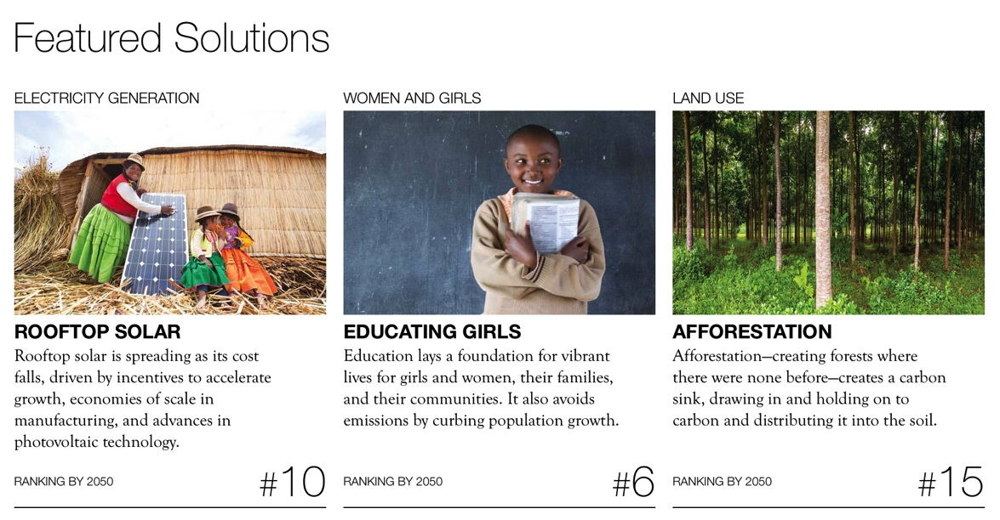 Featured Solutions
ELECTRICITY GENERATION
ROOFTOP SOLAR
Rooftop solar is spreading as its cost
falls, driven by incentives to accelerate
growth, economies of scale in
manufacturing, and advances in
photovoltaic technology.
RANKING BY 2050
#10
WOMEN AND GIRLS
EDUCATING GIRLS
Education lays a foundation for vibrant
lives for girls and women, their families,
and their communities. It also avoids
emissions by curbing population growth.
RANKING BY 2050
#6
LAND USE
AFFORESTATION
Afforestation—creating forests where
there were none before—creates a carbon
sink, drawing in and holding on to
carbon and distributing it into the soil.
RANKING BY 2050
#15